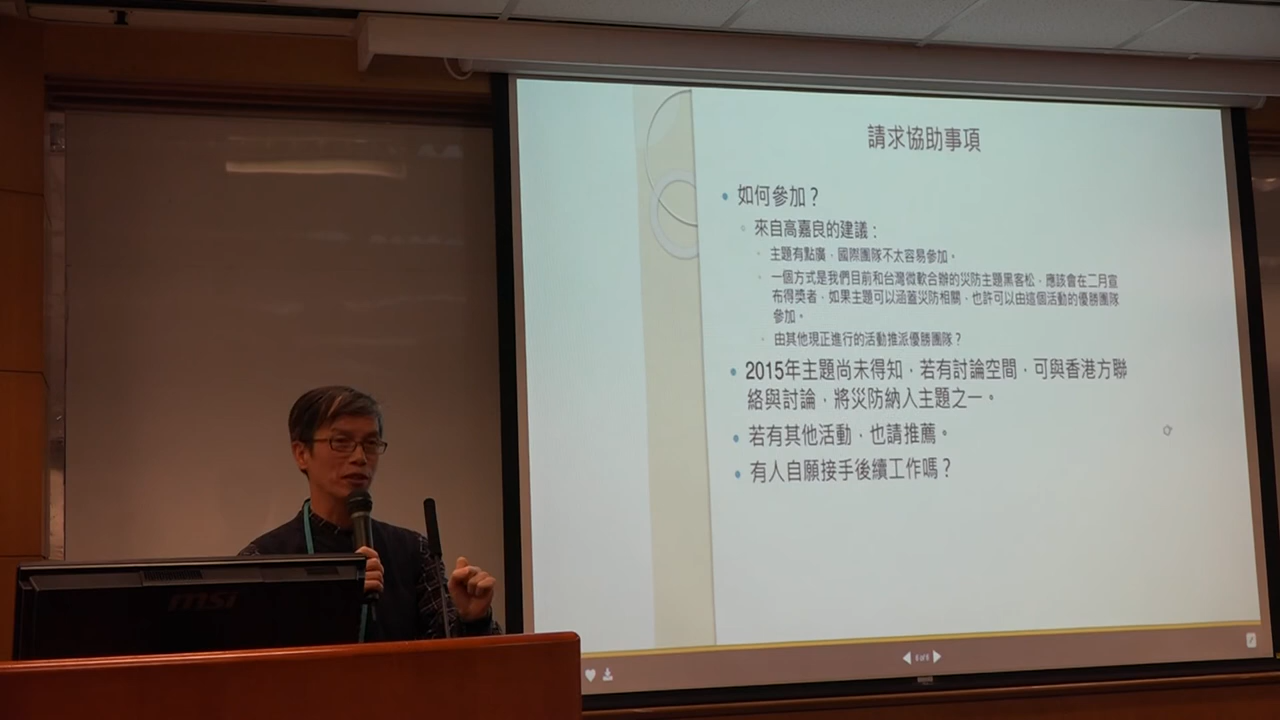 請求協助事項
如何參加？
來自高嘉良的建議：
主題有點廣，國際團隊不太容易參加。
一個方式是我們目前和台灣微軟合辦的災防主題黑客松，應該會在二月宣
布得獎者，如果主題可以涵蓋災防相關，也許可以由這個活動的優勝團隊
參加。
由其他現正進行的活動推派優勝團隊？
2015年主題尚未得知，若有討論空間，可與香港方聯
絡與討論，將災防納入主題之一。
若有其他活動，也請推薦。
有人自願接手後續工作嗎？
msi